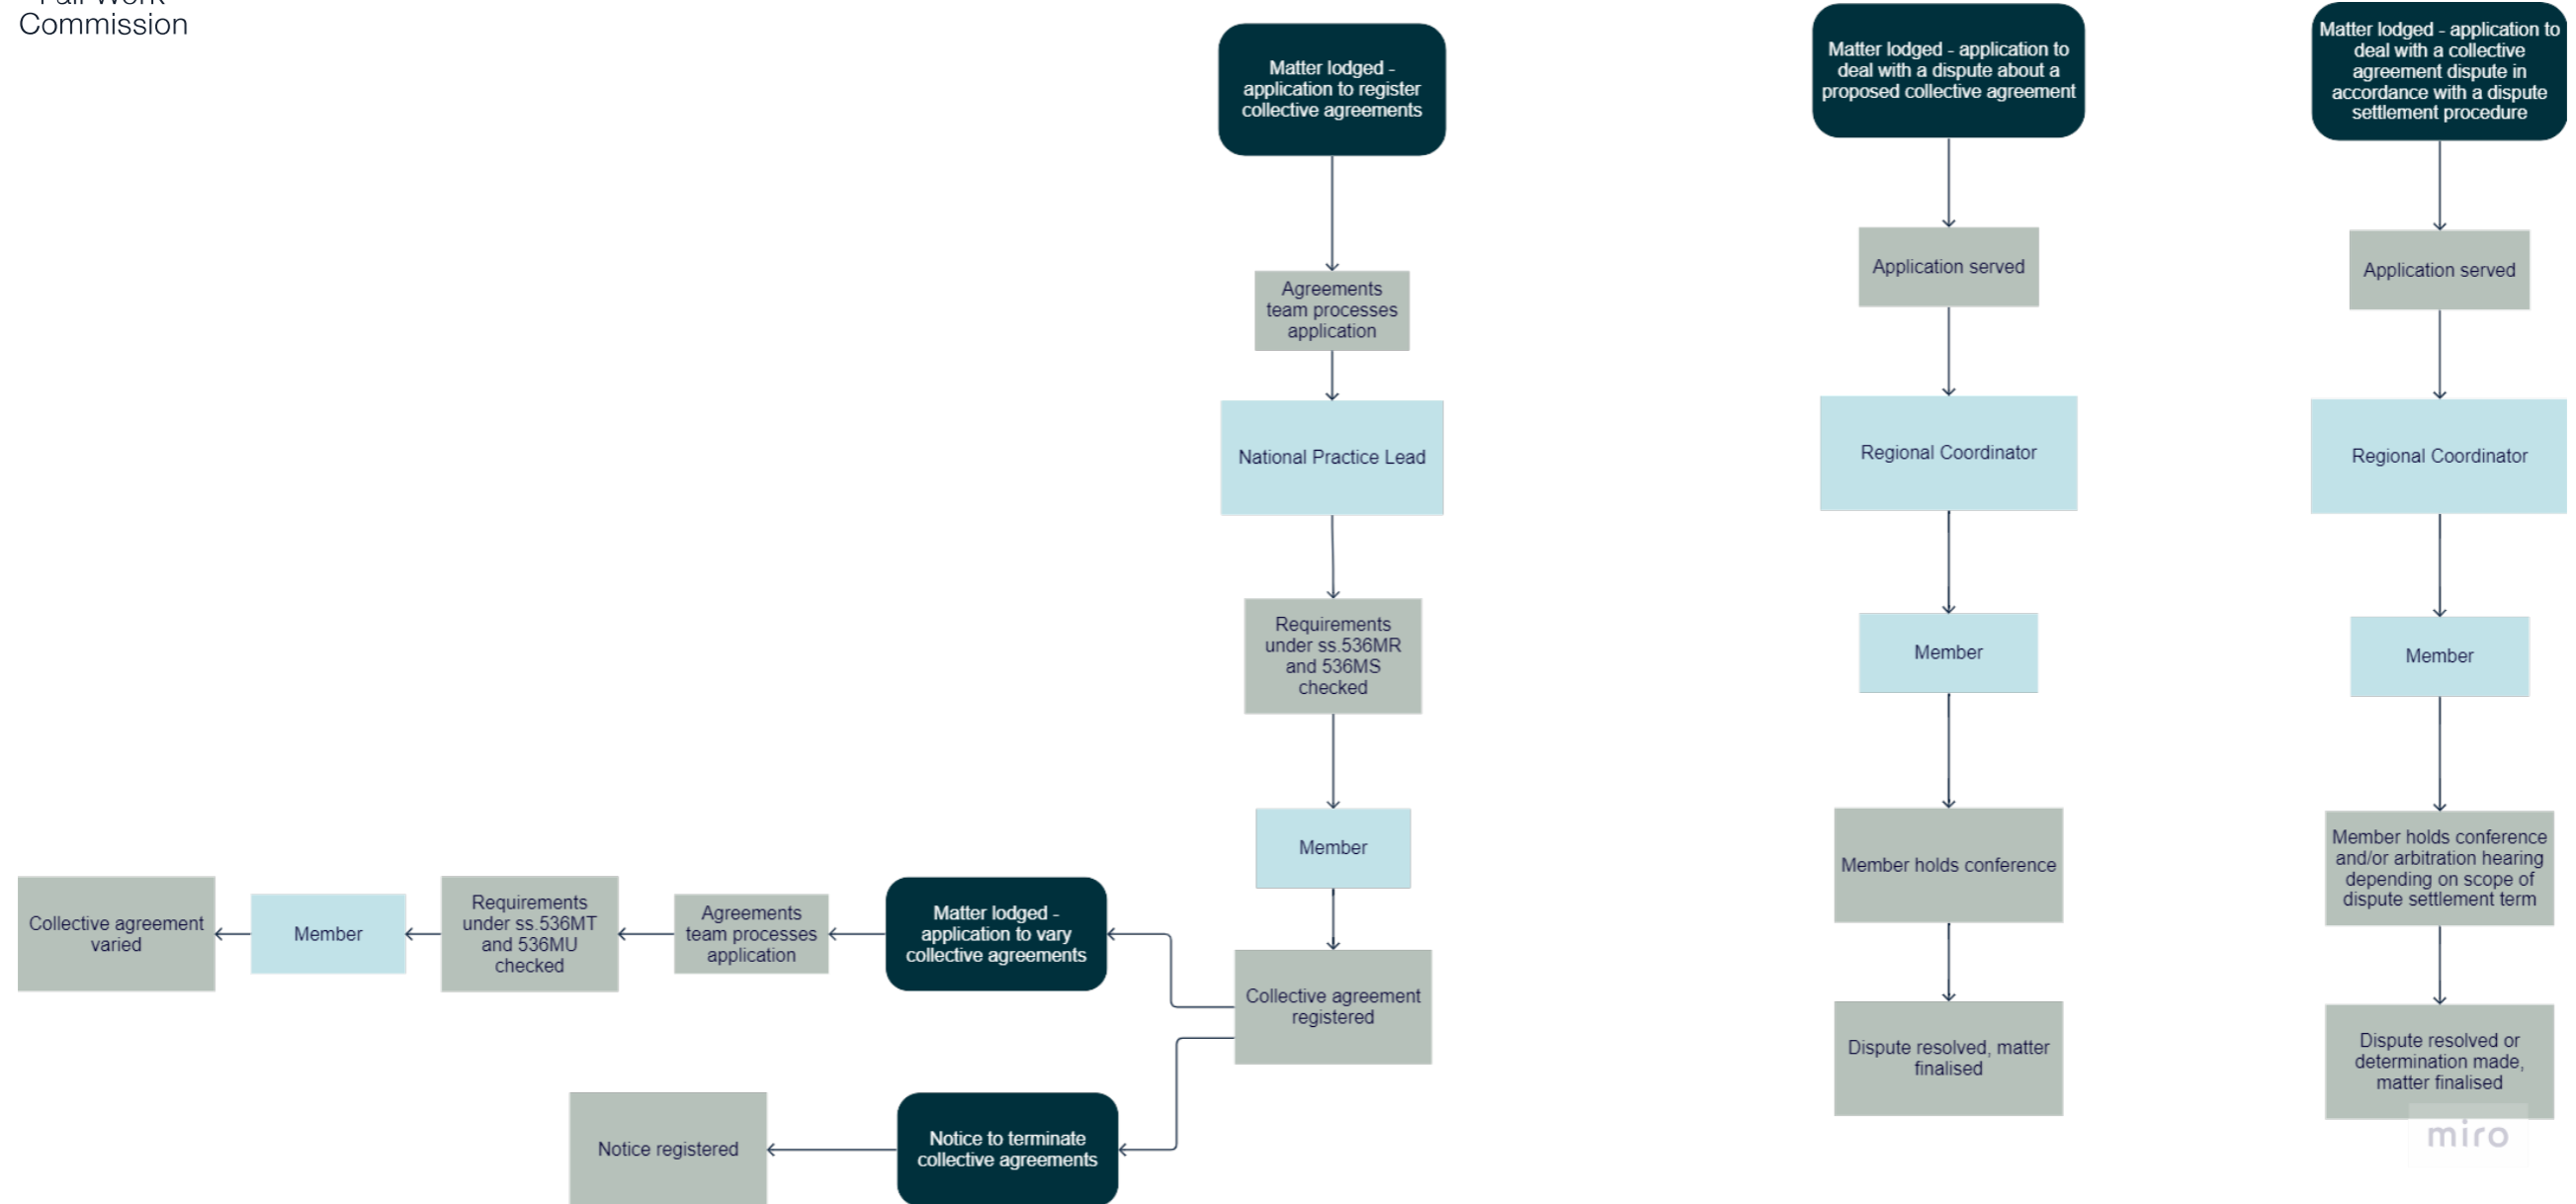 Fair Work
Commission
Matter lodged -
application to register
collective agreements
Agreements
team processes
application
National Practice Lead
Requirements
under ss.536MR
and 536MS
checked
Member
Collective agreement
registered
Matter lodged -
application to vary
collective agreements
Agreements
team processes
application
Requirements
under ss.536MT
and 536MU
checked
Member
Collective agreement
varied
Notice to terminate
collective agreements
Notice registered
Matter lodged - application to
deal with a dispute about a
proposed collective agreement
Application served
Regional Coordinator
Member
Member holds conference
Dispute resolved, matter
finalised
Matter lodged - application to
deal with a collective
agreement dispute in
accordance with a dispute
settlement procedure
Application served
Regional Coordinator
Member
Member holds conference
and/or arbitration hearing
depending on scope of
dispute settlement term
Dispute resolved or
determination made,
matter finalised
miro